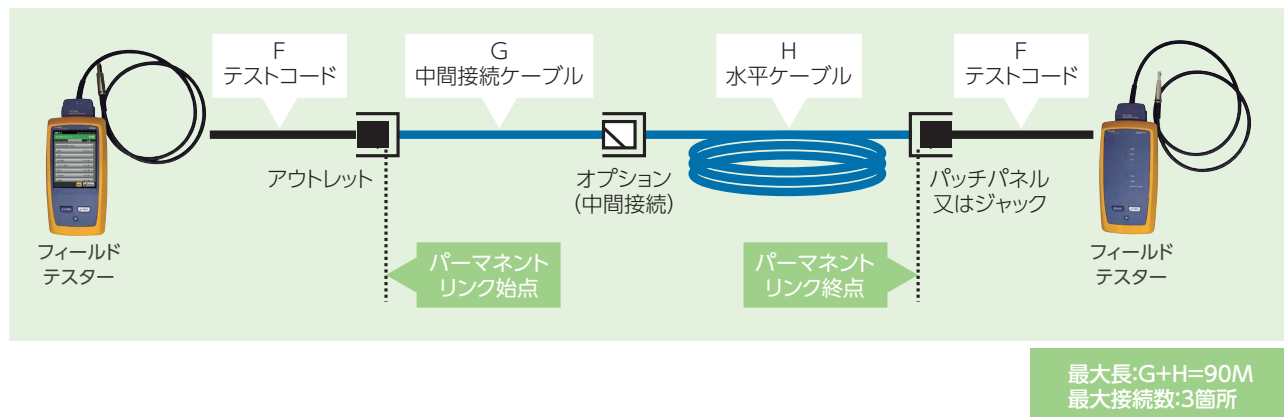 F
テストコード
G
中間接続ケーブル
H
水平ケーブル
F
テストコード
アウトレット
オプション
(中間接続)
パッチパネル
又はジャック
フィールド
テスター
パーマネント
リンク始点
パーマネント
リンク終点
フィールド
テスター
最大長:G+H=90M
最大接続数:3箇所